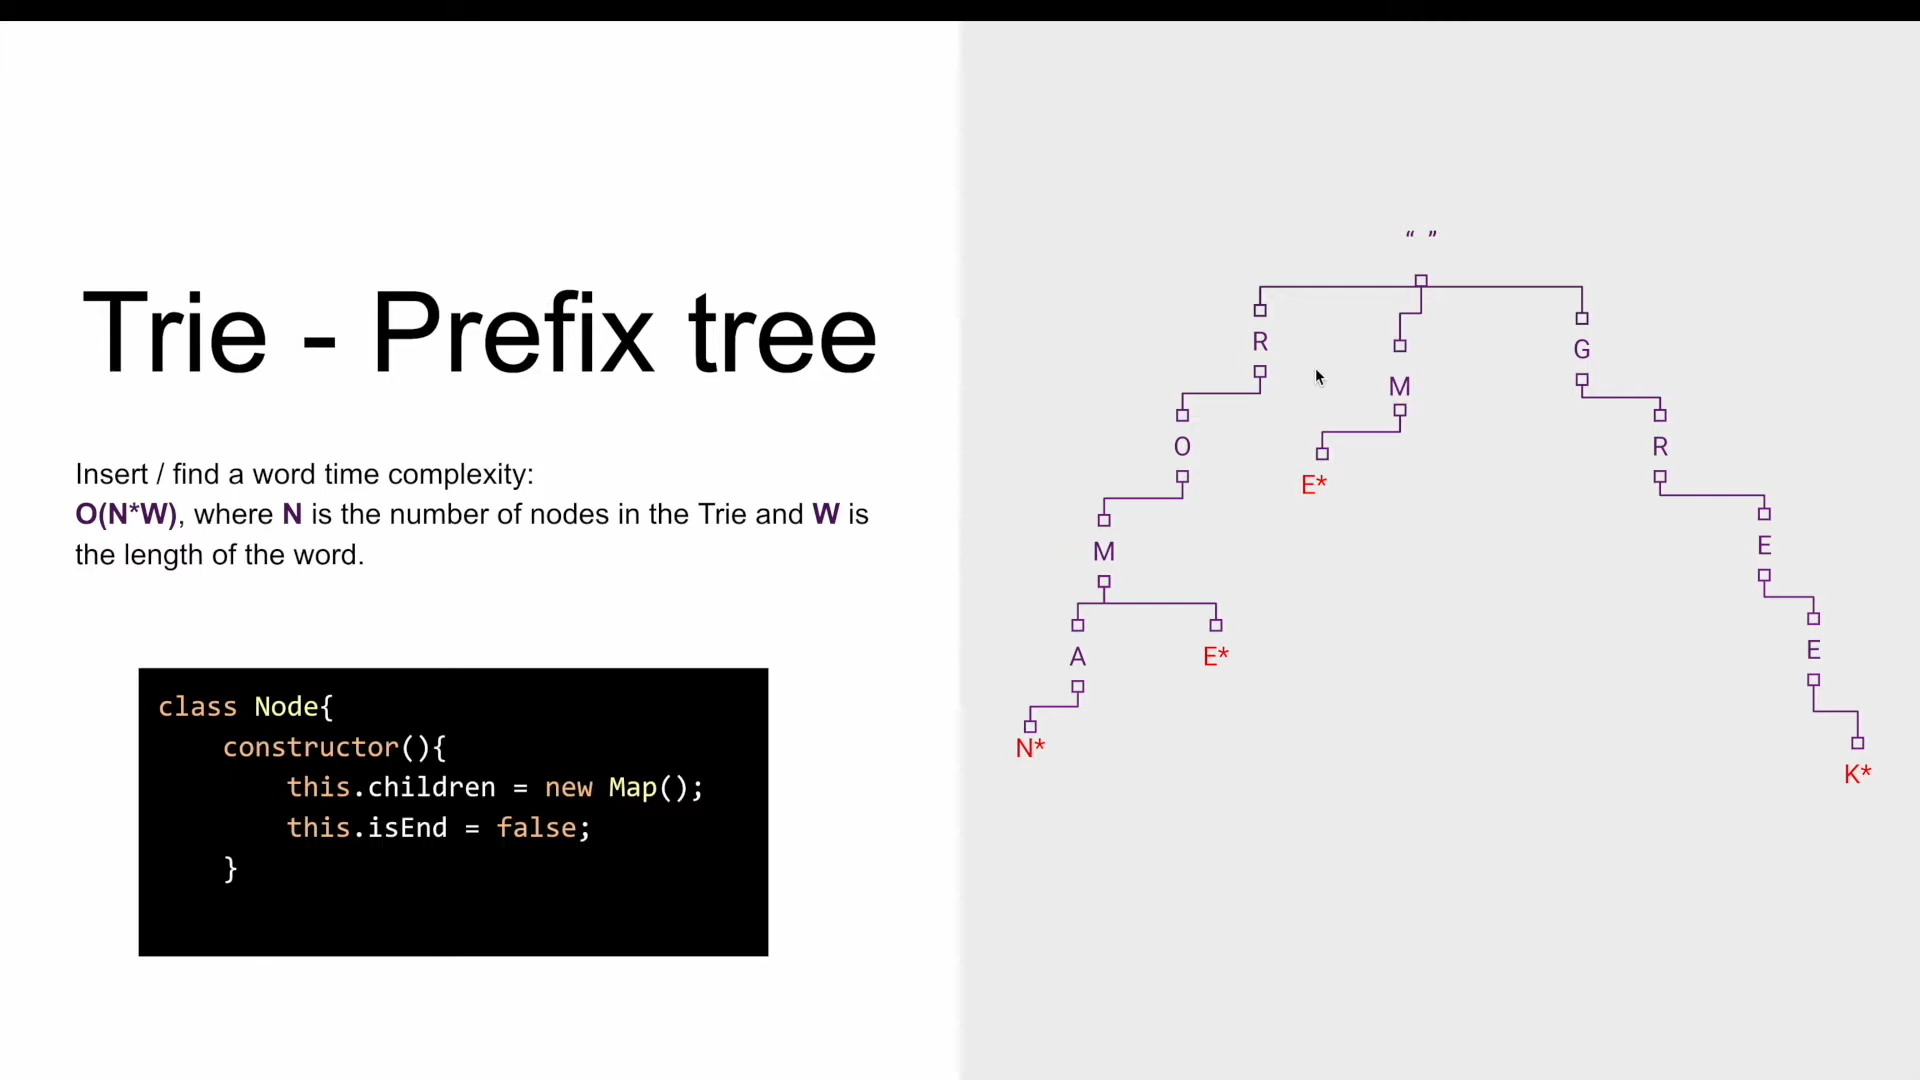 Trie - Prefix tree
Insert / find a word time complexity:
O(N*W), where N is the number of nodes in the Trie and W is
the length of the word.
class Node{
    constructor(){
        this.children = new Map();
        this.isEnd = false;
    }
“ ”
R
M
G
O
E*
R
M
E
A
E*
E
N*
K*